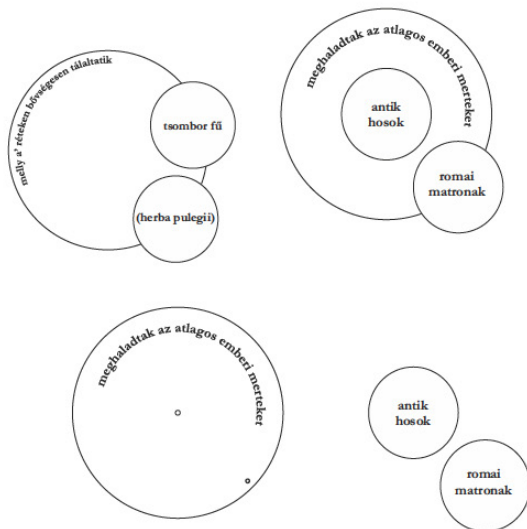 melly a' réteken bővségesen tálaltatik
tsombor fű
(herba pulegii)
meghaladtak az atlagos emberi merteket
antik
hosok
romai
matronak
meghaladtak az atlagos emberi merteket
antik
hosok
romai
matronak